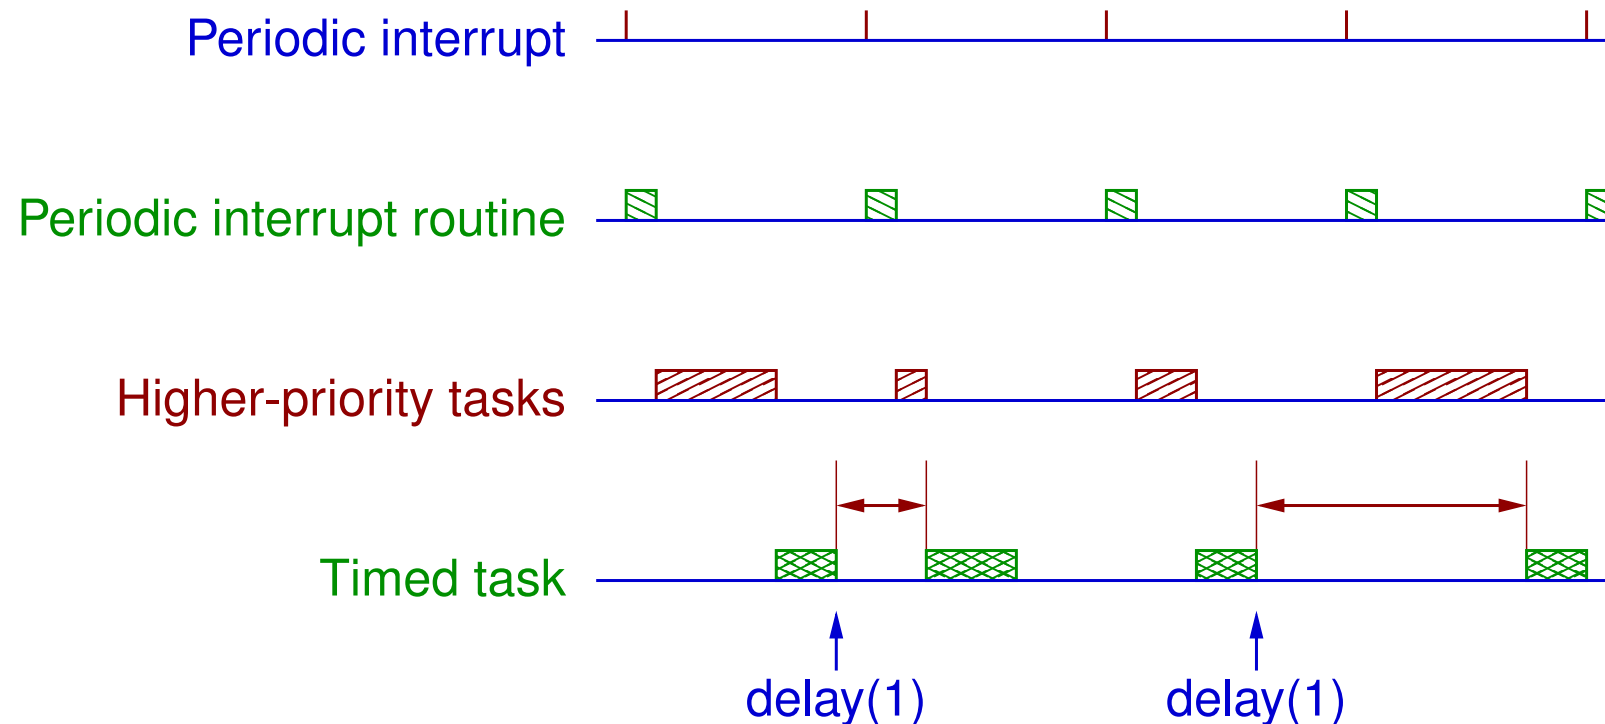 Periodic interrupt
Periodic interrupt routine
Higher-priority tasks
Timed task
delay(1) delay(1)